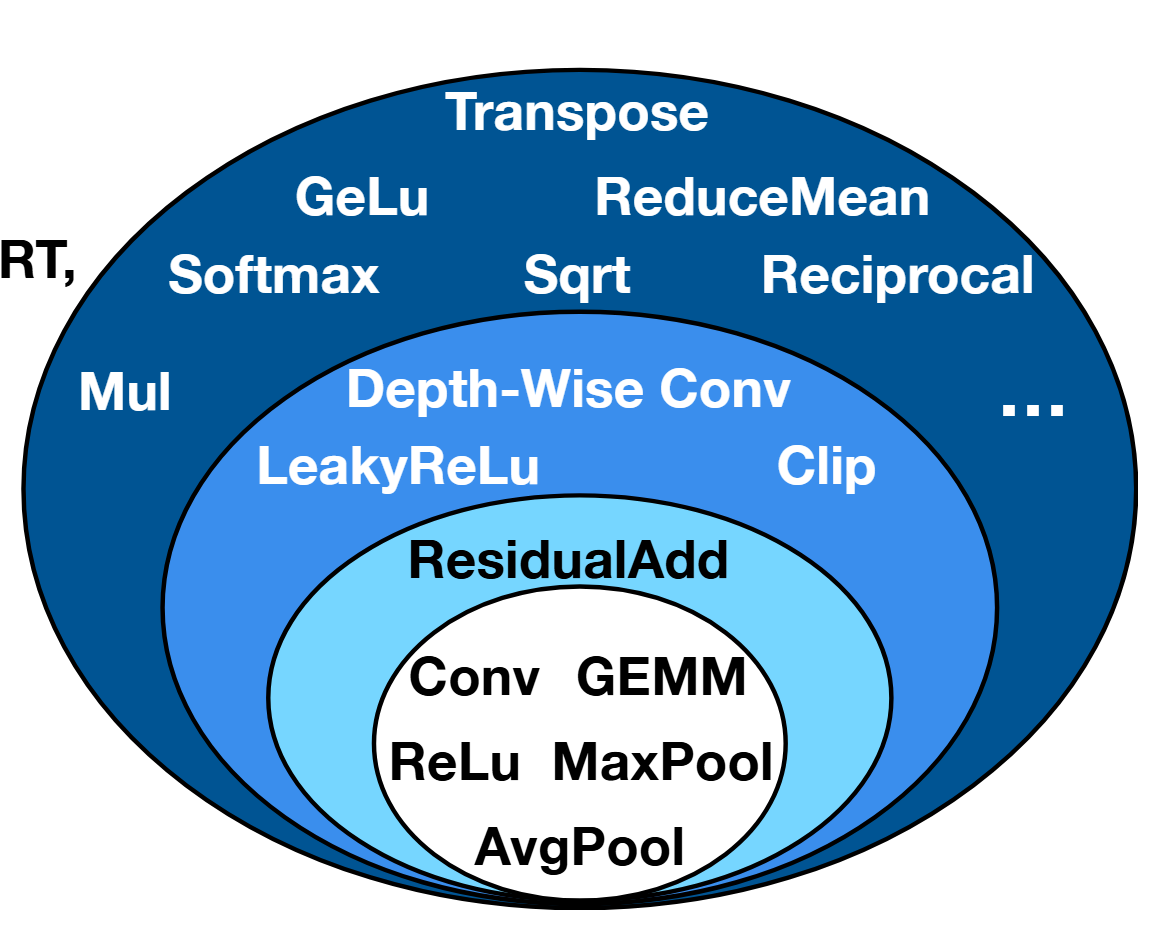 Transpose
GeLu ReduceMean
RT,
Softmax Sqrt Reciprocal
Mul Depth-Wise Conv ...
LeakyReLu Clip
ResidualAdd
Conv GEMM
ReLu MaxPool
AvgPool